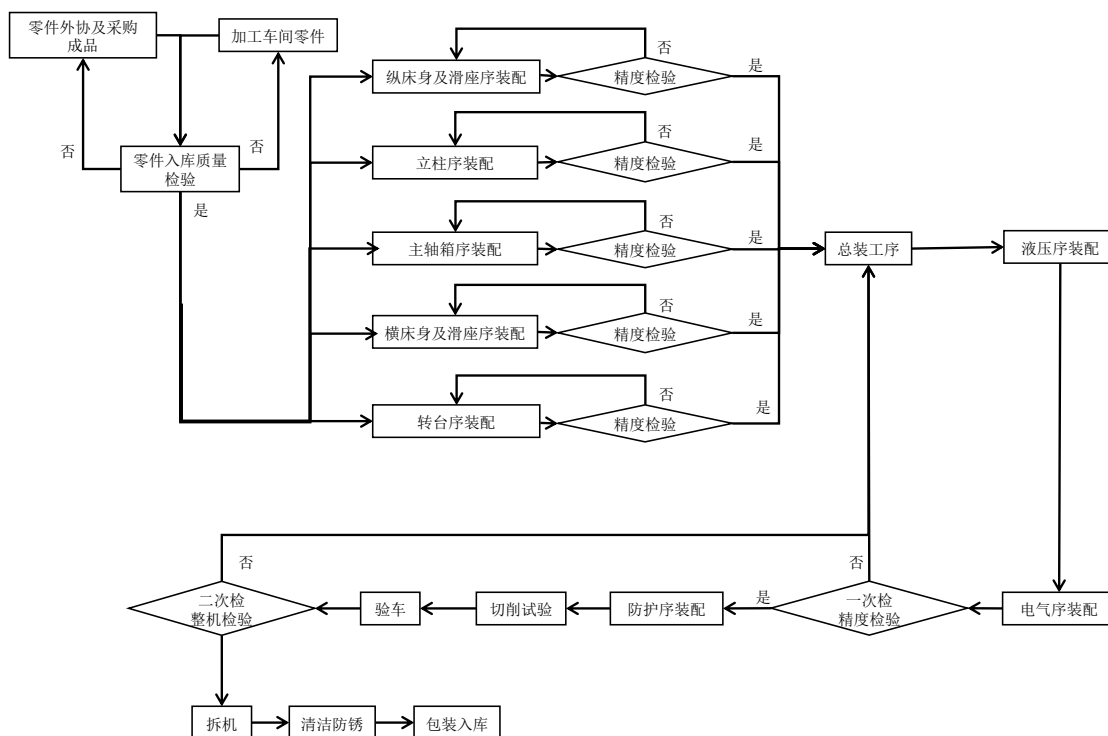 零件外协及采购
成品
加工车间零件
否
否
零件入库质量
检验
是
否
纵床身及滑座序装配
精度检验
是
否
立柱序装配
精度检验
是
否
主轴箱序装配
精度检验
是
否
横床身及滑座序装配
精度检验
是
否
转台序装配
精度检验
是
总装工序
液压序装配
电气序装配
否
一次检
精度检验
是
防护序装配
切削试验
验车
否
二次检
整机检验
拆机
清洁防锈
包装入库